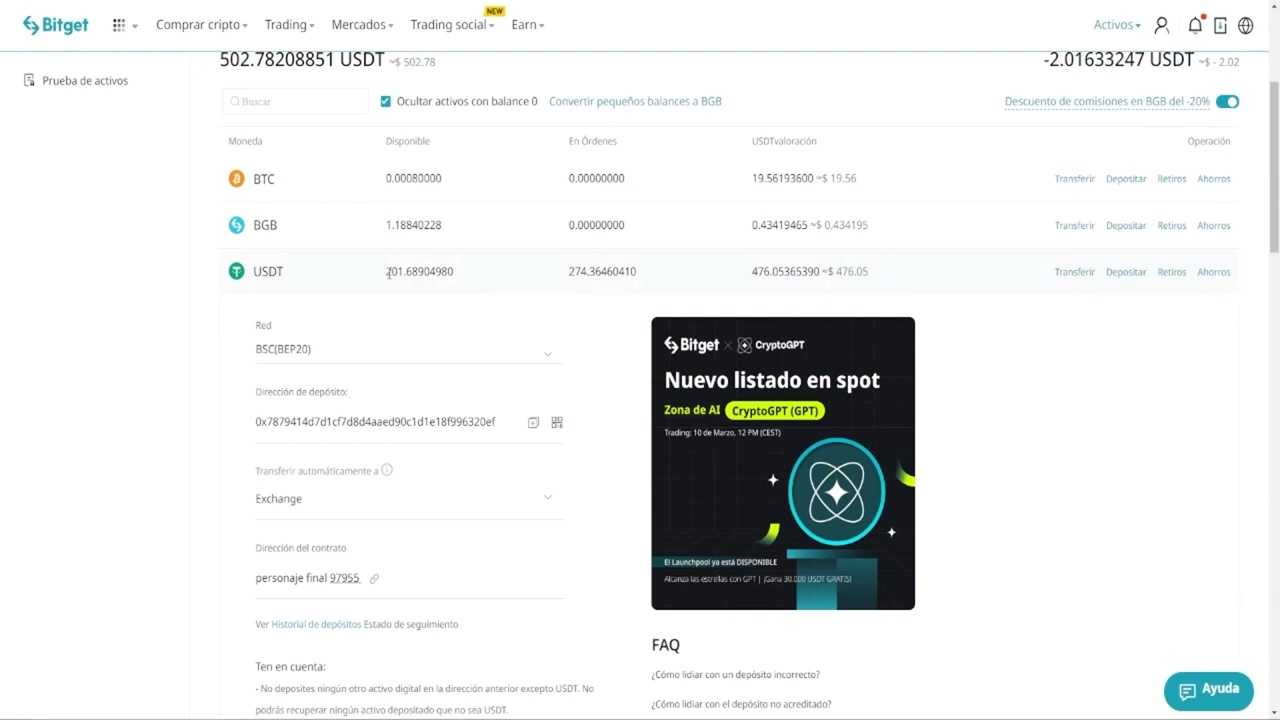 Bitget
Comprar cripto
Trading
Mercados
Trading social
NEW
Earn
Activos
502.78208851 USDT ~$ 502.78
-2.01633247 USDT ~$ - 2.02
Prueba de activos
Buscar
Ocultar activos con balance 0
Convertir pequeños balances a BGB
Descuento de comisiones en BGB del -20%
Moneda Disponible En Órdenes USDTvaloración Operación
BTC 0.00080000 0.00000000 19.56193600 ~$ 19.56 Transferir Depositar Retiros Ahorros
BGB 1.18840228 0.00000000 0.43419465 ~$ 0.434195 Transferir Depositar Retiros Ahorros
USDT 201.68904980 274.36460410 476.05365390 ~$ 476.05 Transferir Depositar Retiros Ahorros
Red
BSC(BEP20)
Dirección de depósito:
0x7879414d7d1cf7d8d4aaed90c1d1e18f996320ef
Transferir automáticamente a
Exchange
Dirección del contrato
personaje final 97955
Ver Historial de depósitos Estado de seguimiento
Ten en cuenta:
- No deposites ningún otro activo digital en la dirección anterior excepto USDT. No
podrás recuperar ningún activo depositado que no sea USDT.
Bitget × CryptoGPT
Nuevo listado en spot
Zona de AI CryptoGPT (GPT)
Trading: 10 de Marzo, 12 PM (CEST)
El Launchpool ya está DISPONIBLE
Alcanza las estrellas con GPT | ¡Gana 30.000 USDT GRATIS!
FAQ
¿Cómo lidiar con un depósito incorrecto?
¿Cómo lidiar con el depósito no acreditado?
Ayuda